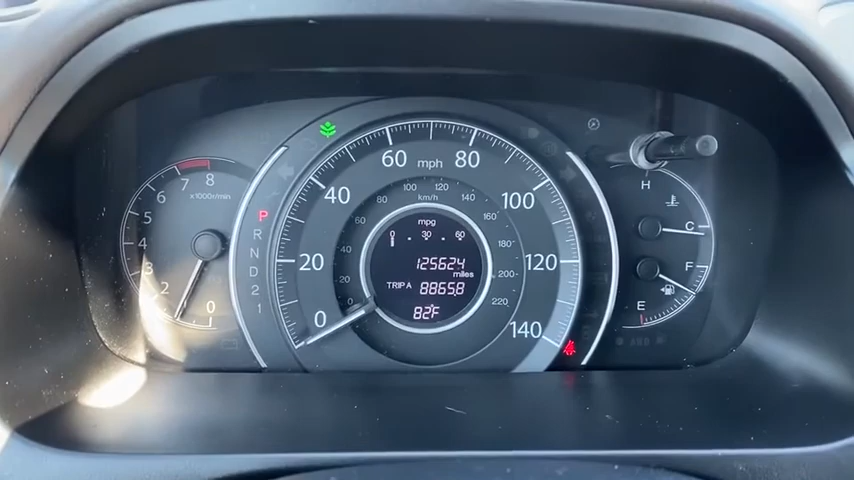 8
7
6
5
4
3
2
0
x1000r/min
P
R
N
D
2
1
0
20
40
60
80
100
120
140
mph
20
40
60
80
100
120
140
160
180
200
220
km/h
mpg
0 30 60
125624
miles
TRIP A 8865.8
82°F
H
C
F
E